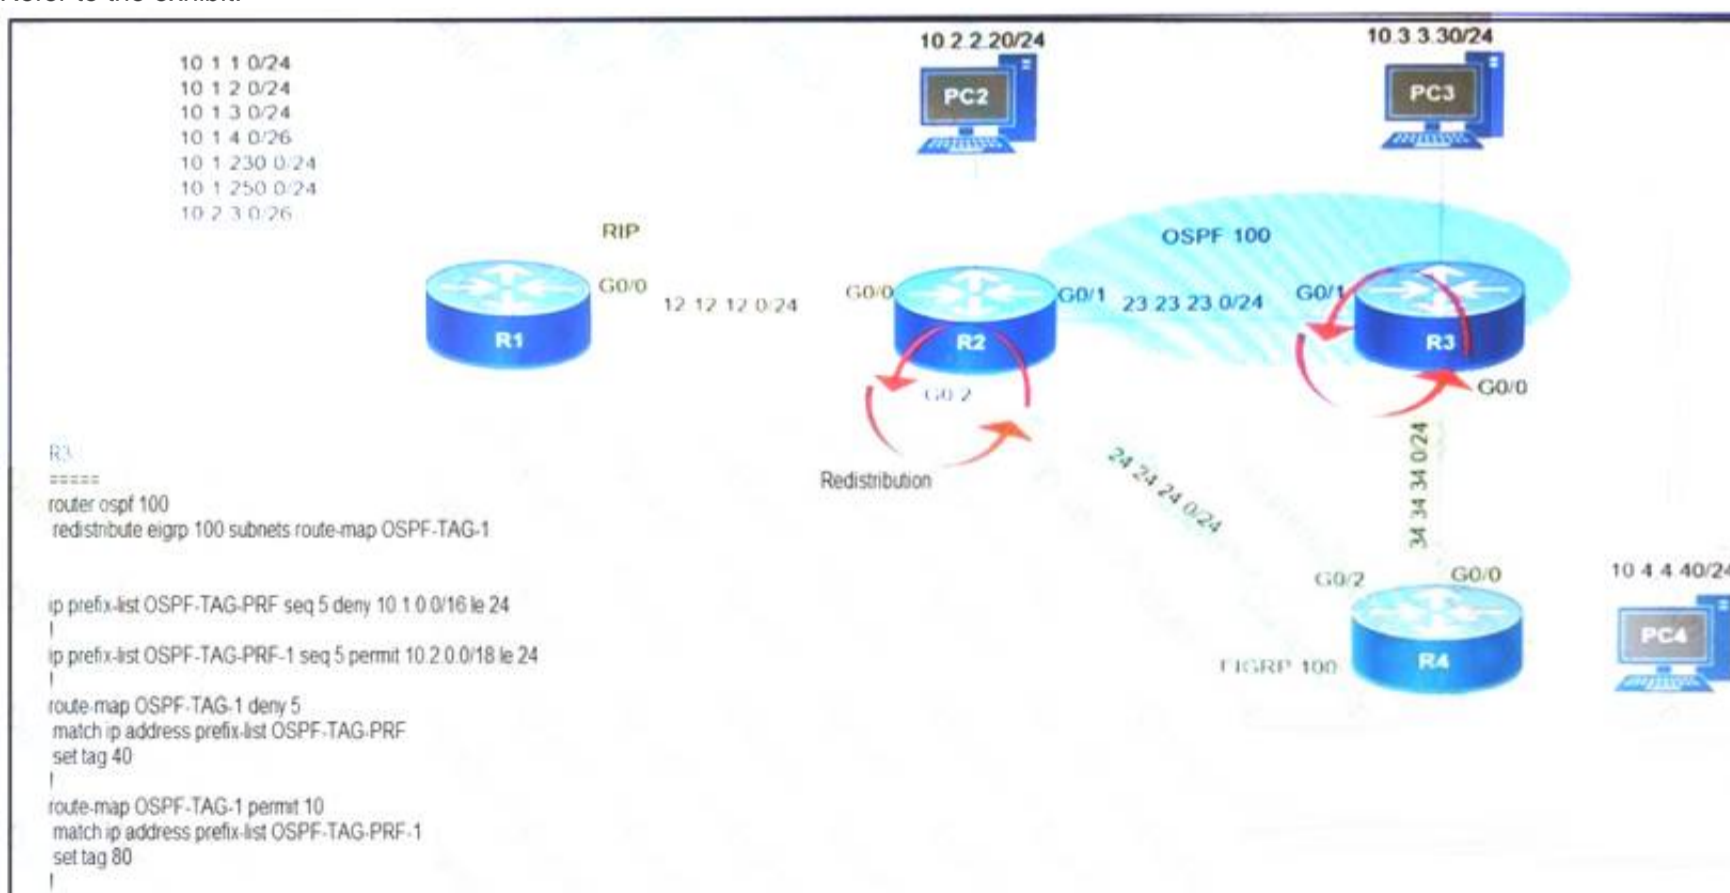 Refer to the exhibit.
10 1 1 0/24
10 1 2 0/24
10 1 3 0/24
10 1 4 0/26
10 1 230 0/24
10 1 250 0/24
10 2 3 0/26
10.2.2.20/24
10.3.3.30/24
PC2
PC3
RIP
OSPF 100
G0/0
12 12 12 0/24
G0/0
G0/1
23 23 23 0/24
G0/1
R1
R2
R3
G0/2
G0/0
Redistribution
24 24 24 0/24
34 34 34 0/24
G0/2
G0/0
10 4 4 40/24
PC4
EIGRP 100
R4
R3
=====
router ospf 100
redistribute eigrp 100 subnets route-map OSPF-TAG-1
ip prefix-list OSPF-TAG-PRF seq 5 deny 10.1.0.0/16 le 24
!
ip prefix-list OSPF-TAG-PRF-1 seq 5 permit 10.2.0.0/18 le 24
!
route-map OSPF-TAG-1 deny 5
match ip address prefix-list OSPF-TAG-PRF
set tag 40
!
route-map OSPF-TAG-1 permit 10
match ip address prefix-list OSPF-TAG-PRF-1
set tag 80
!